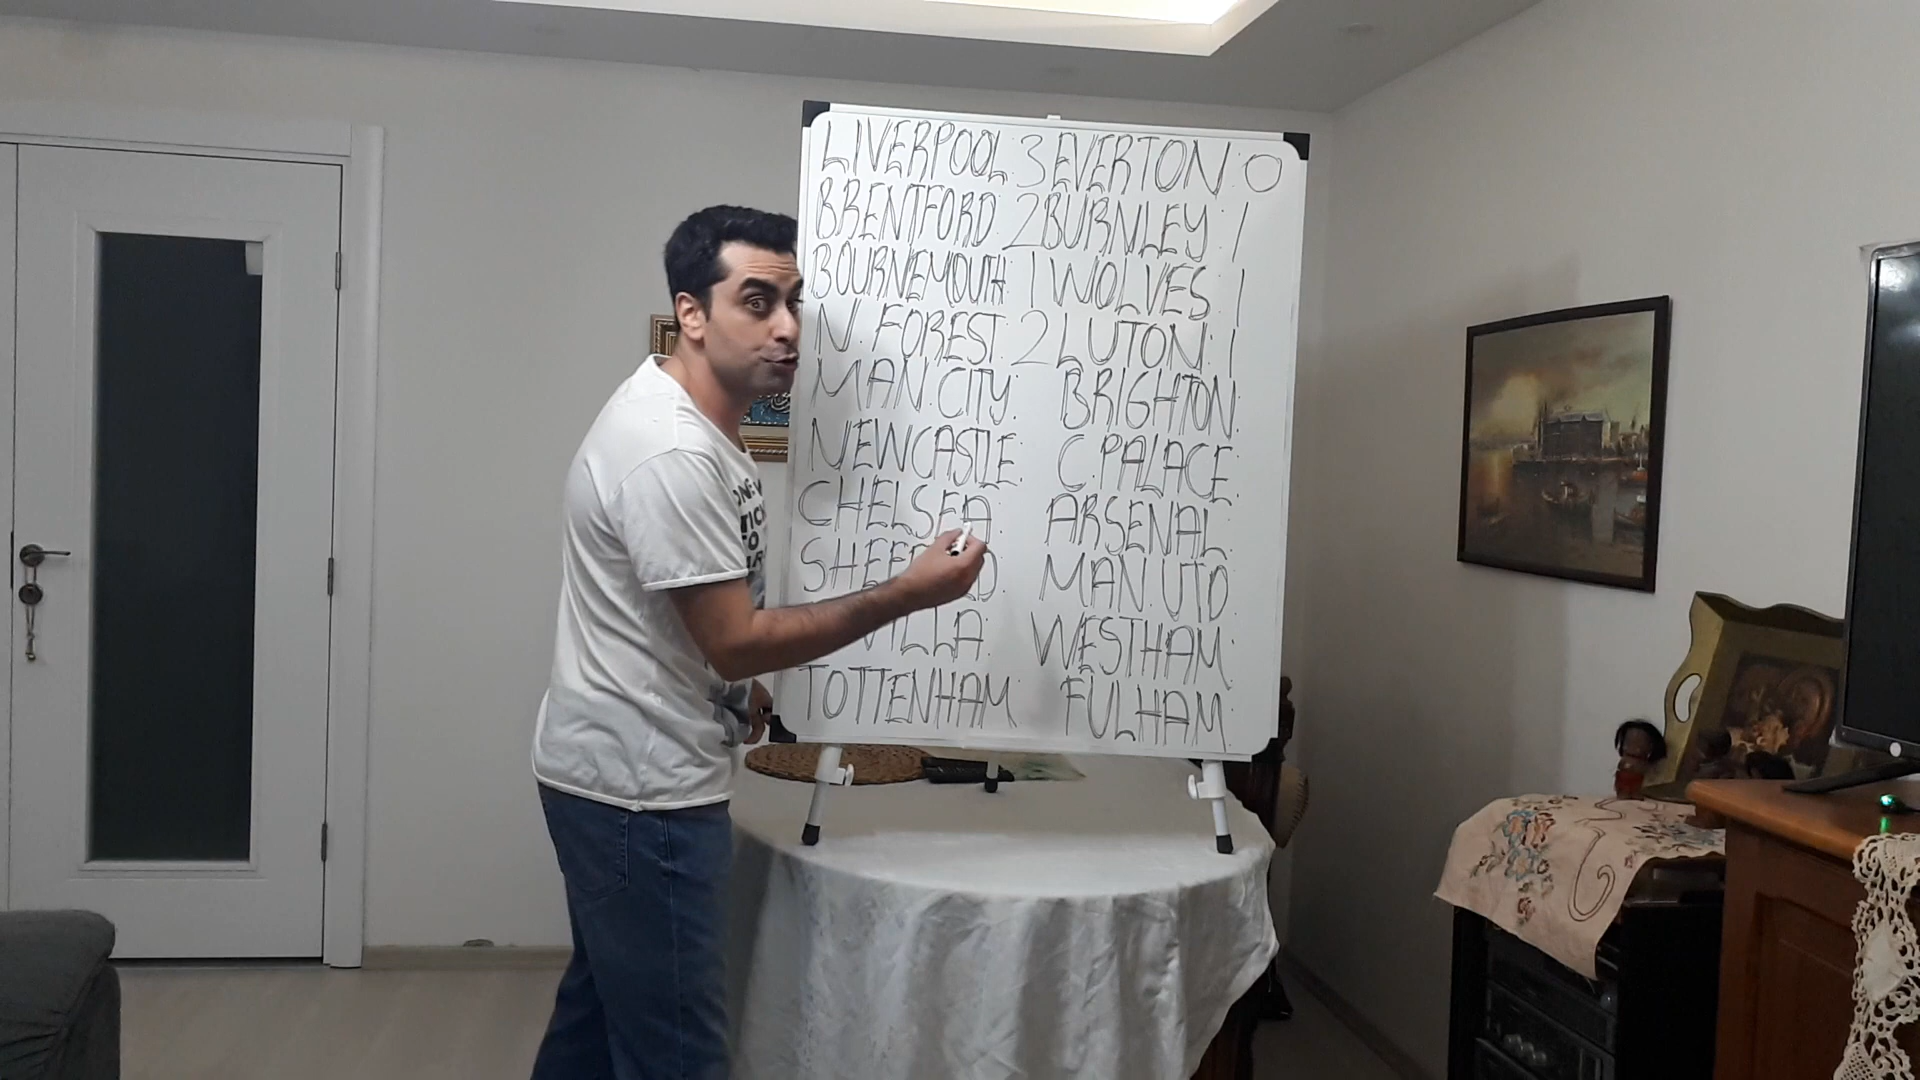 LIVERPOOL: 3 EVERTON: 0
BRENTFORD: 2 BURNLEY: 1
BOURNEMOUTH: 1 WOLVES: 1
N. FOREST: 2 LUTON: 1
MAN. CITY: BRIGHTON:
NEWCASTLE: C. PALACE:
CHELSEA: ARSENAL:
MAN. UTD:
VILLA: WESTHAM:
TOTTENHAM: FULHAM: